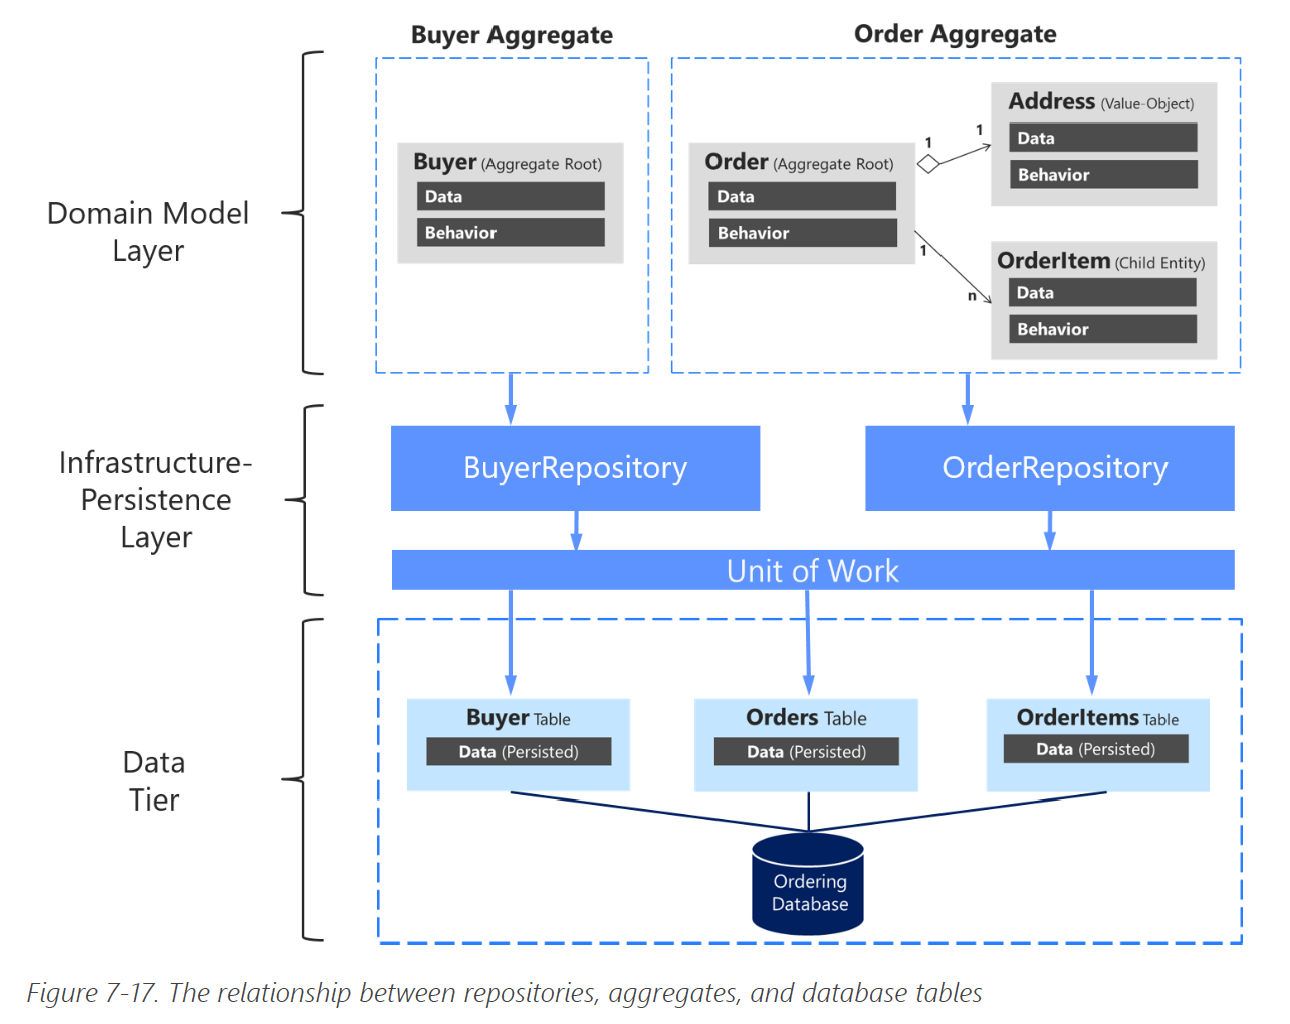 Buyer Aggregate
Order Aggregate
Domain Model
Layer
Buyer (Aggregate Root)
Data
Behavior
Order (Aggregate Root)
Data
Behavior
1
1
1
n
Address (Value-Object)
Data
Behavior
OrderItem (Child Entity)
Data
Behavior
Infrastructure-
Persistence
Layer
BuyerRepository
OrderRepository
Unit of Work
Data
Tier
Buyer Table
Data (Persisted)
Orders Table
Data (Persisted)
OrderItems Table
Data (Persisted)
Ordering
Database
Figure 7-17. The relationship between repositories, aggregates, and database tables